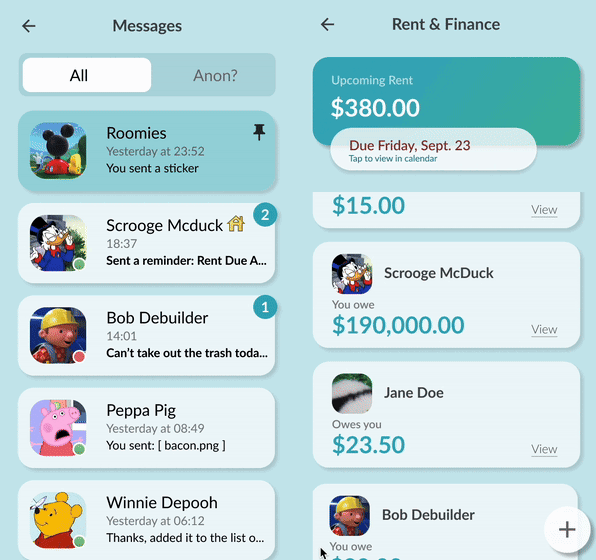 Messages
All
Anon?
Roomies
Yesterday at 23:52
You sent a sticker
Scrooge Mcduck
2
18:37
Sent a reminder: Rent Due A...
Bob Debuilder
1
14:01
Can't take out the trash toda...
Peppa Pig
Yesterday at 08:49
You sent: [ bacon.png ]
Winnie Depooh
Yesterday at 06:12
Thanks, added it to the list o...
Rent & Finance
Upcoming Rent
$380.00
Due Friday, Sept. 23
Tap to view in calendar
$15.00
View
Scrooge McDuck
You owe
$190,000.00
View
Jane Doe
Owes you
$23.50
View
Bob Debuilder
You owe